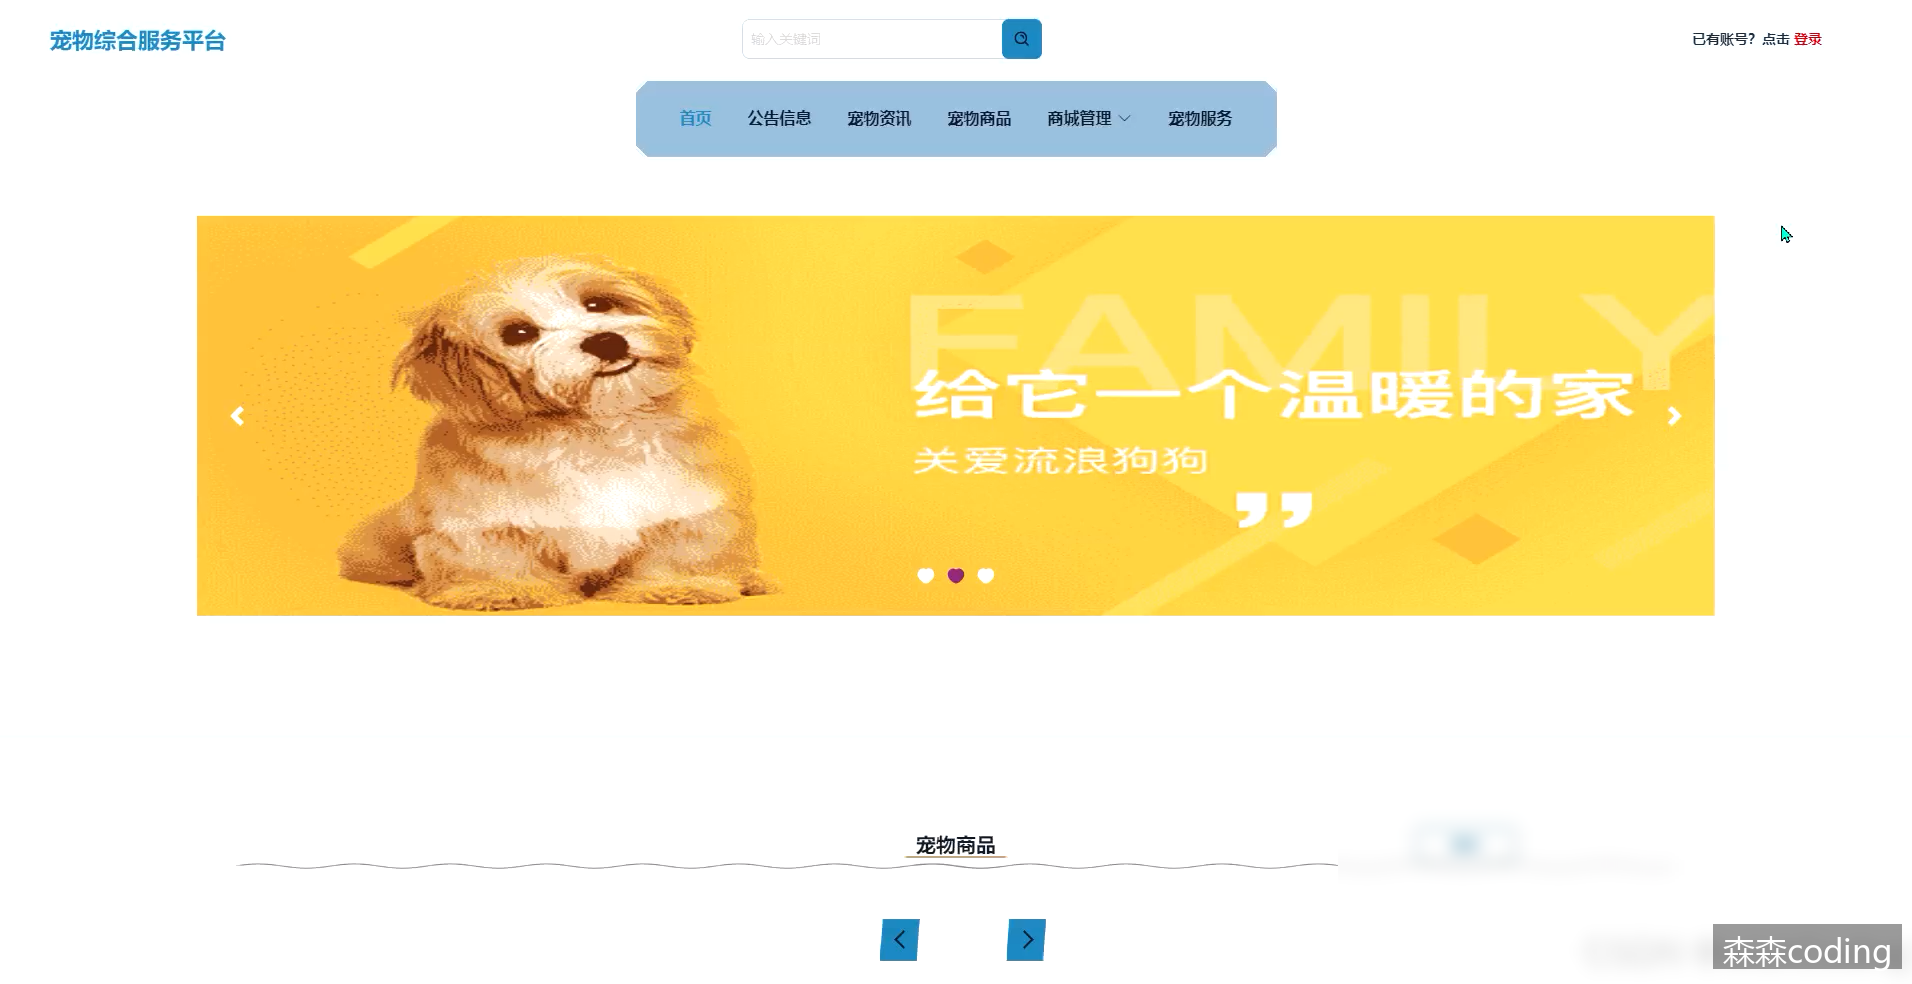 宠物综合服务平台
输入关键词
已有账号？点击 登录
首页 公告信息 宠物资讯 宠物商品 商城管理 宠物服务
FAMILY
给它一个温暖的家
关爱流浪狗狗
”
宠物商品
森森coding